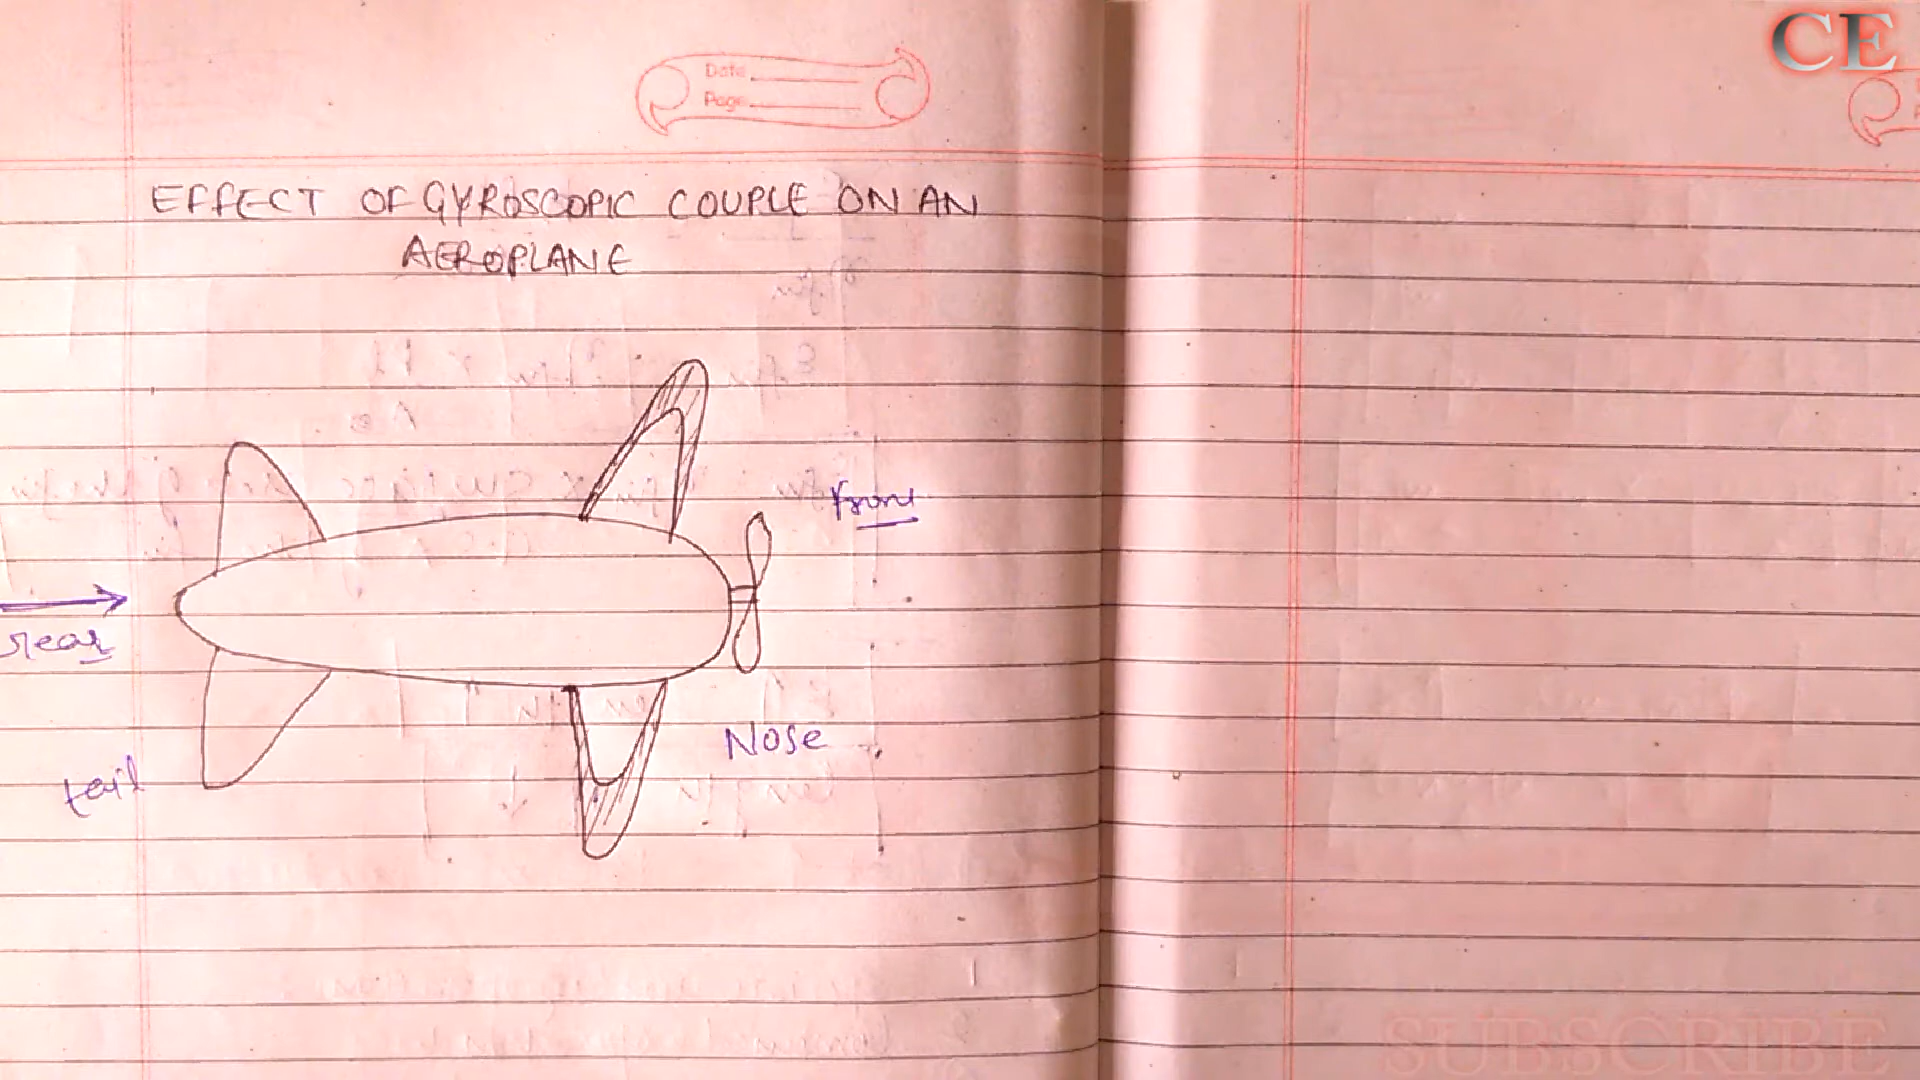 CE
Date
Page
EFFECT OF GYROSCOPIC COUPLE ON AN
AEROPLANE
front
rear
Nose
tail
SUBSCRIBE